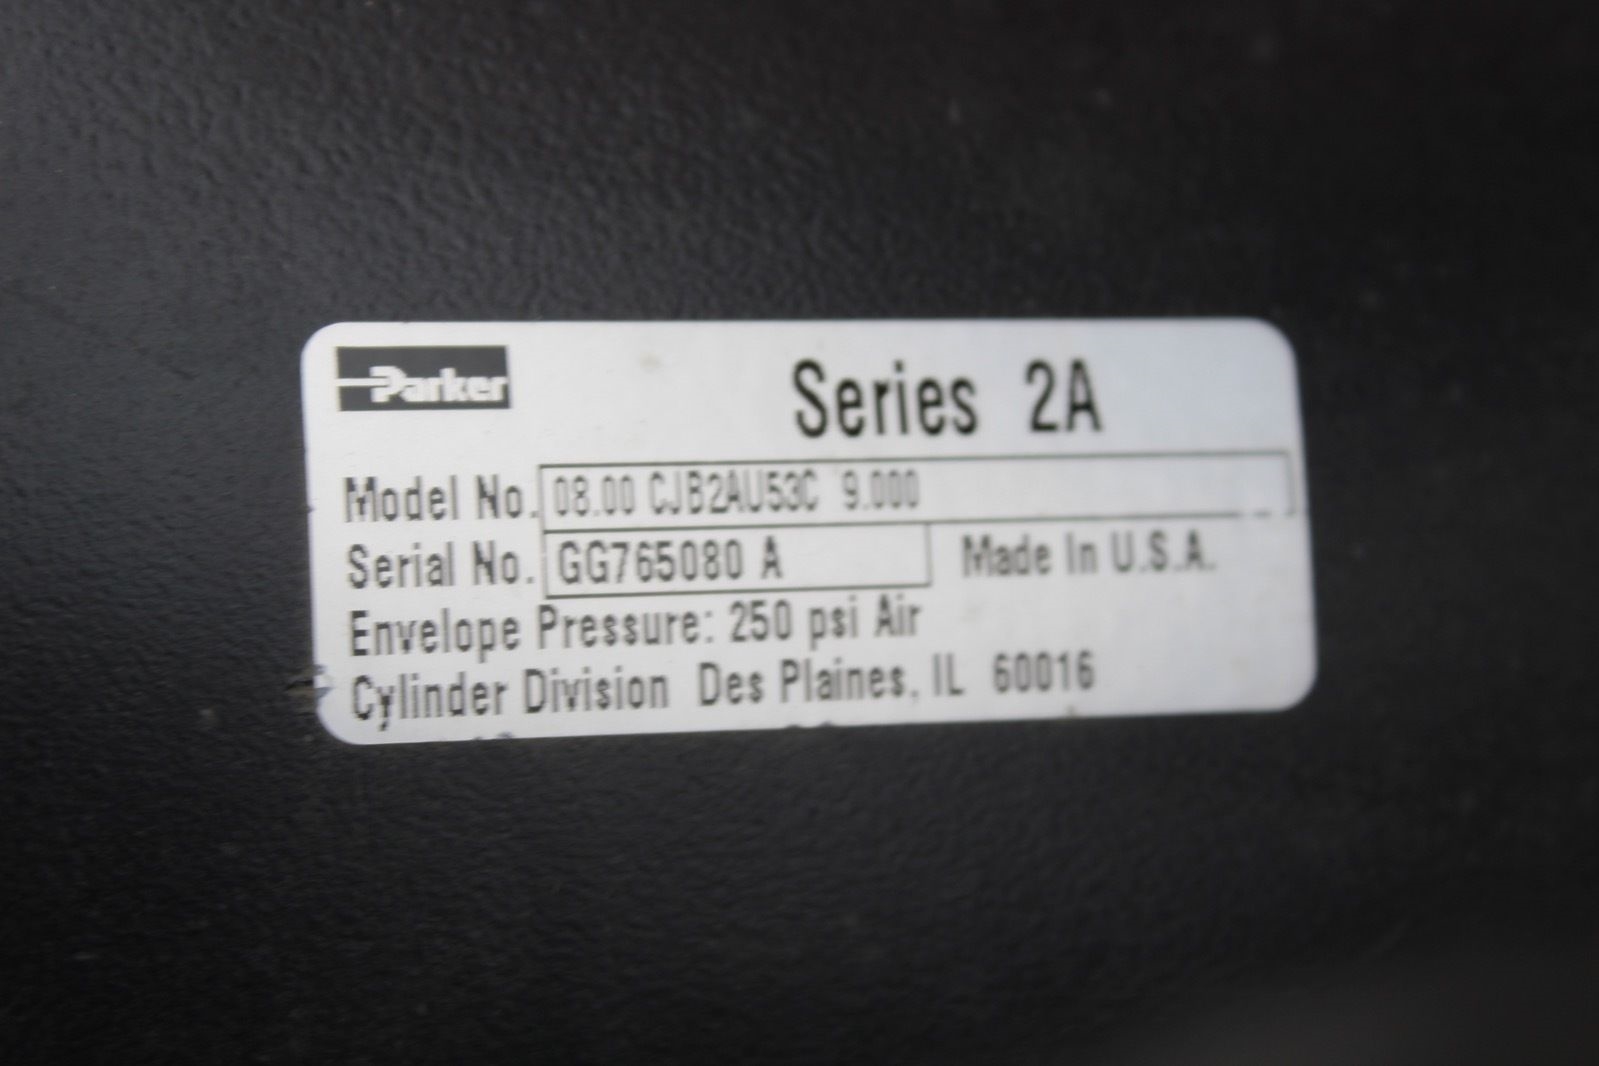 Parker
Series 2A
Model No. 08.00 CJB2AU53C 9.000
Serial No. GG765080 A Made In U.S.A.
Envelope Pressure: 250 psi Air
Cylinder Division Des Plaines, IL 60016